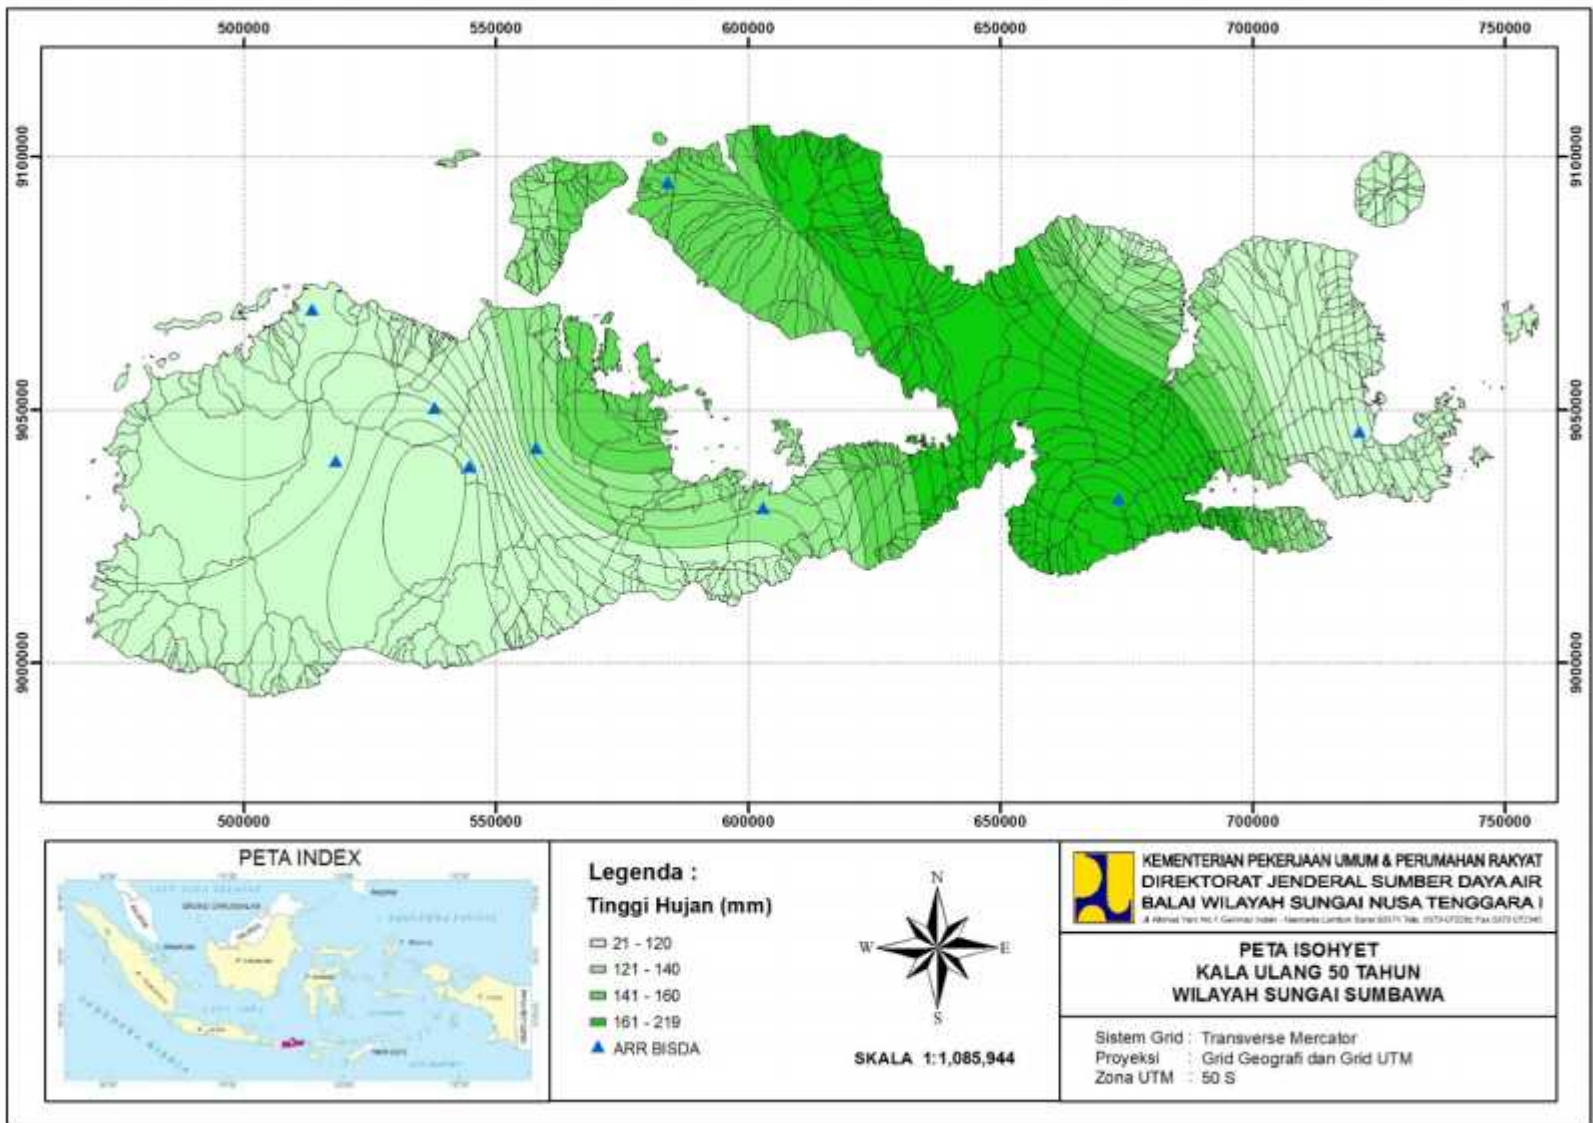 500000 550000 600000 650000 700000 750000
9100000 9100000
9050000 9050000
9000000 9000000
500000 550000 600000 650000 700000 750000
PETA INDEX
Legenda :
Tinggi Hujan (mm)
21 - 120
121 - 140
141 - 160
161 - 219
ARR BISDA
N
W E
S
SKALA 1:1,085,944
KEMENTERIAN PEKERJAAN UMUM & PERUMAHAN RAKYAT
DIREKTORAT JENDERAL SUMBER DAYA AIR
BALAI WILAYAH SUNGAI NUSA TENGGARA I
PETA ISOHYET
KALA ULANG 50 TAHUN
WILAYAH SUNGAI SUMBAWA
Sistem Grid : Transverse Mercator
Proyeksi : Grid Geografi dan Grid UTM
Zona UTM : 50 S